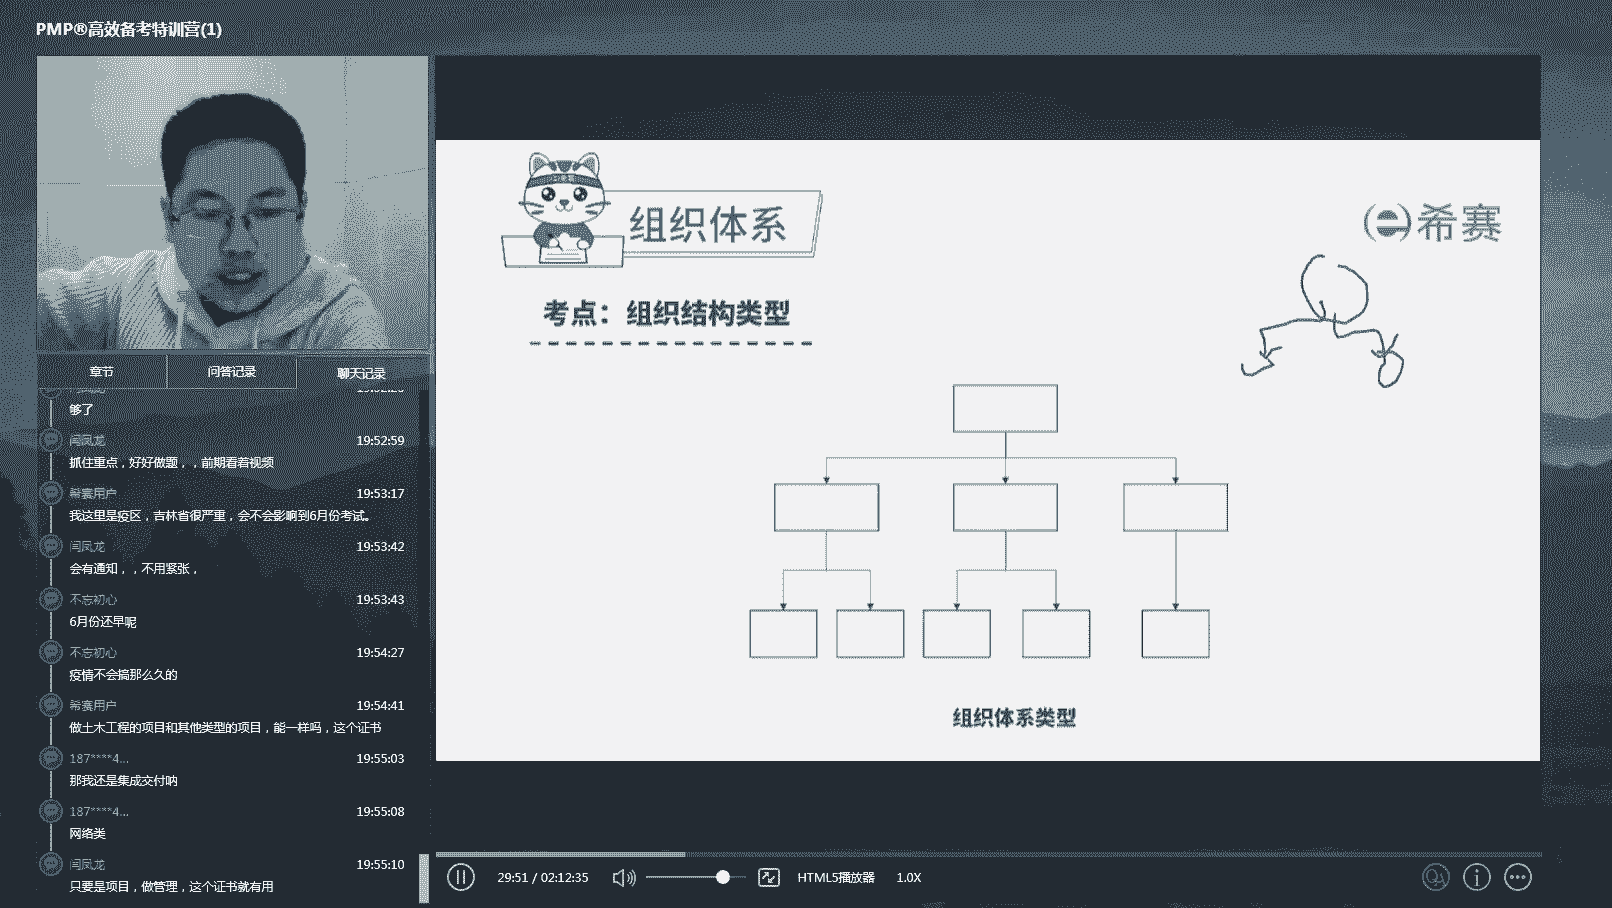 PMP®高效备考特训营(1)
组织体系
希赛
考点：组织结构类型
组织体系类型
章节
问答记录
聊天记录
够了
闫凤龙
19:52:59
抓住重点，好好做题，，前期看着视频
希赛用户
19:53:17
我这里是疫区，吉林省很严重，会不会影响到6月份考试。
闫凤龙
19:53:42
会有通知，，不用紧张，
不忘初心
19:53:43
6月份还早呢
不忘初心
19:54:27
疫情不会搞那么久的
希赛用户
19:54:41
做土木工程的项目和其他类型的项目，能一样吗，这个证书
187****4...
19:55:03
那我还是集成交付呐
187****4...
19:55:08
网络类
闫凤龙
19:55:10
只要是项目，做管理，这个证书就有用
29:51 / 02:12:35
HTML5播放器
1.0X